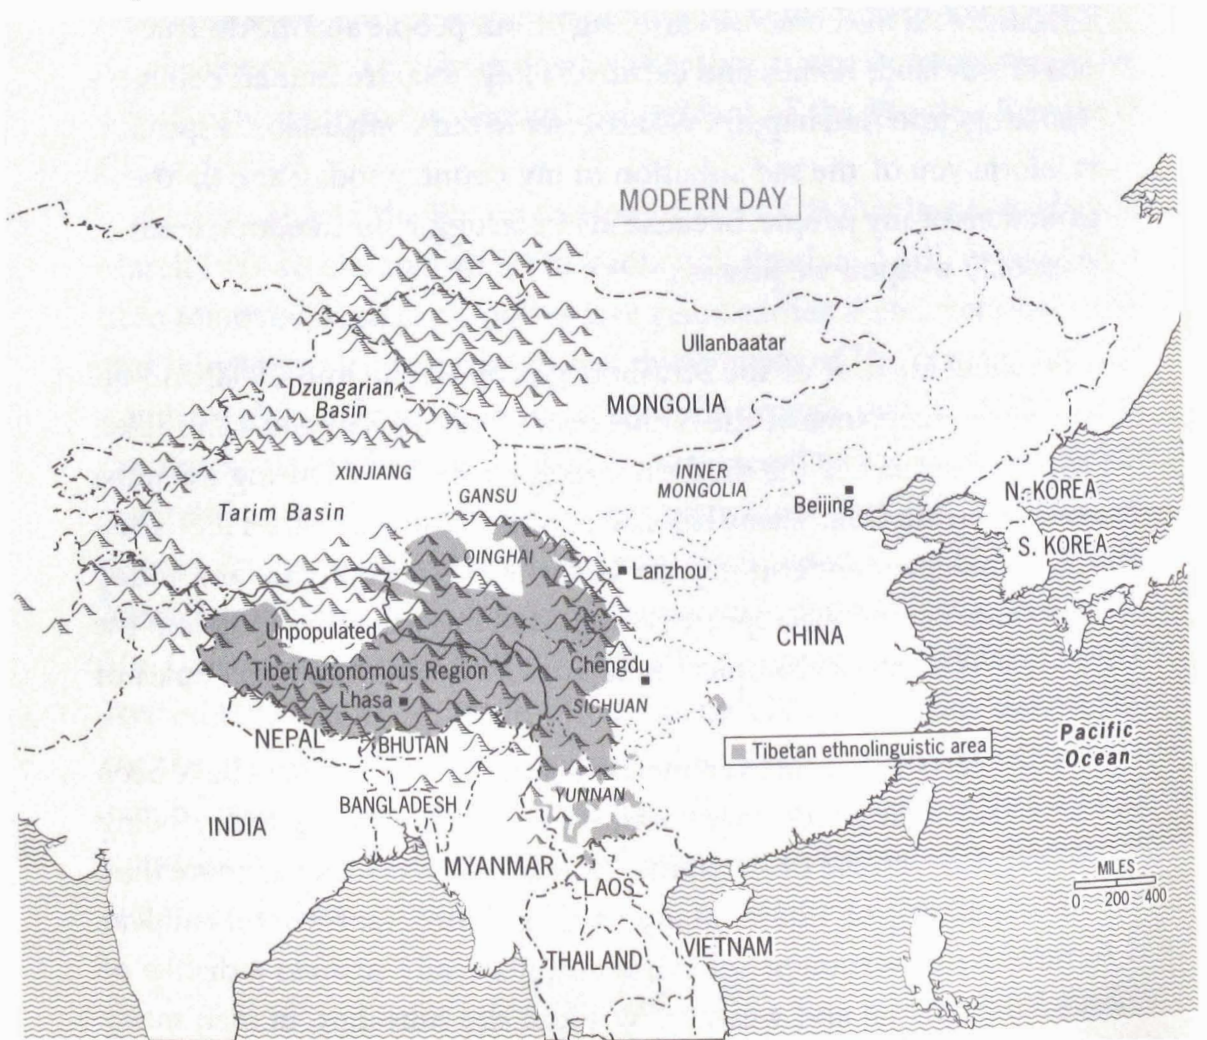 MODERN DAY
Ullanbaatar
Dzungarian
Basin
MONGOLIA
XINJIANG
GANSU
INNER
MONGOLIA
Beijing
N. KOREA
Tarim Basin
S. KOREA
QINGHAI
Lanzhou
Unpopulated
CHINA
Tibet Autonomous Region
Chengdu
Lhasa
SICHUAN
NEPAL
BHUTAN
Tibetan ethnolinguistic area
Pacific
Ocean
BANGLADESH
YUNNAN
INDIA
MYANMAR
LAOS
MILES
0 200 400
THAILAND
VIETNAM